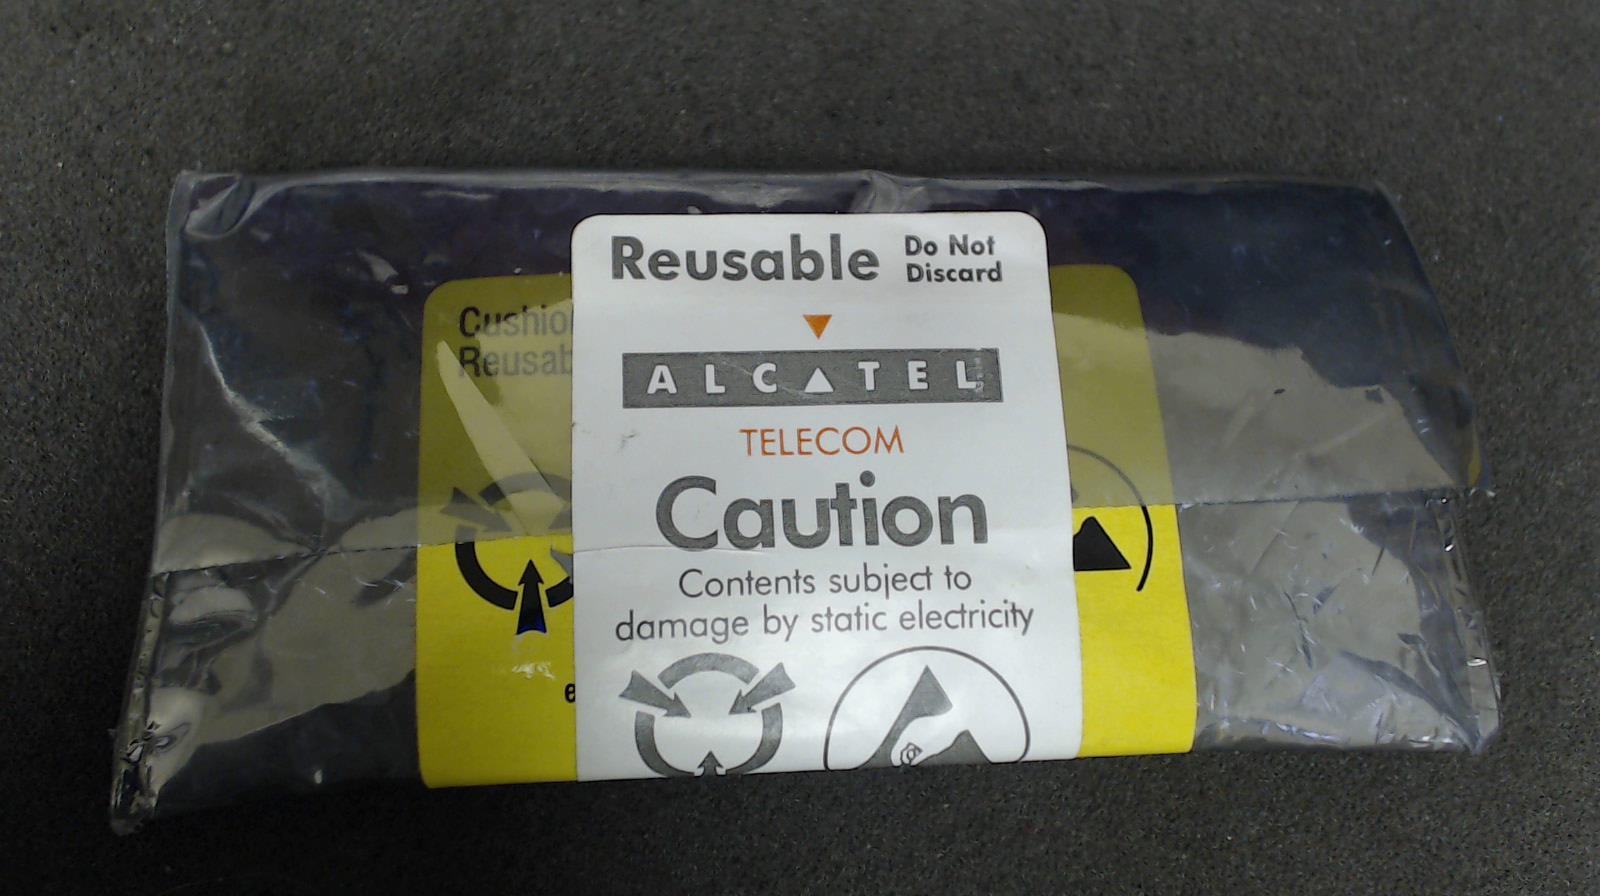 Reusable Do Not
Discard
ALCATEL
TELECOM
Caution
Contents subject to
damage by static electricity